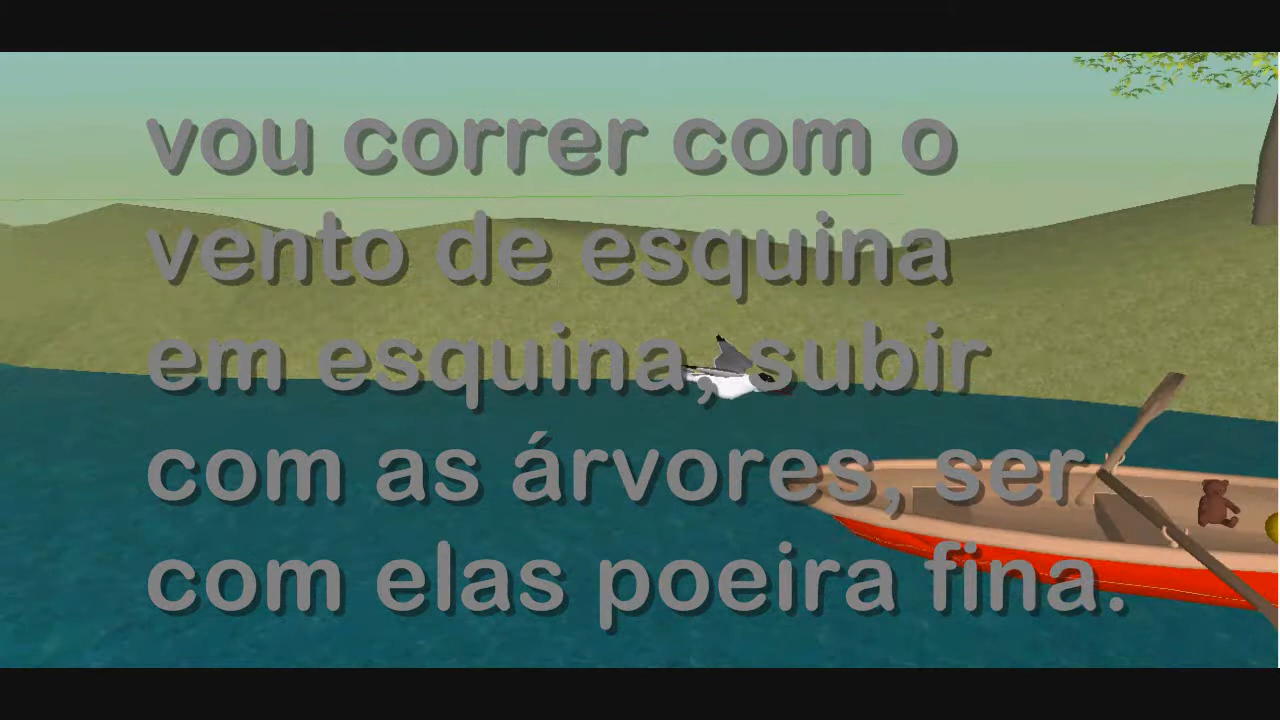 vou correr com o
vento de esquina
em esquina, subir
com as árvores, ser
com elas poeira fina.